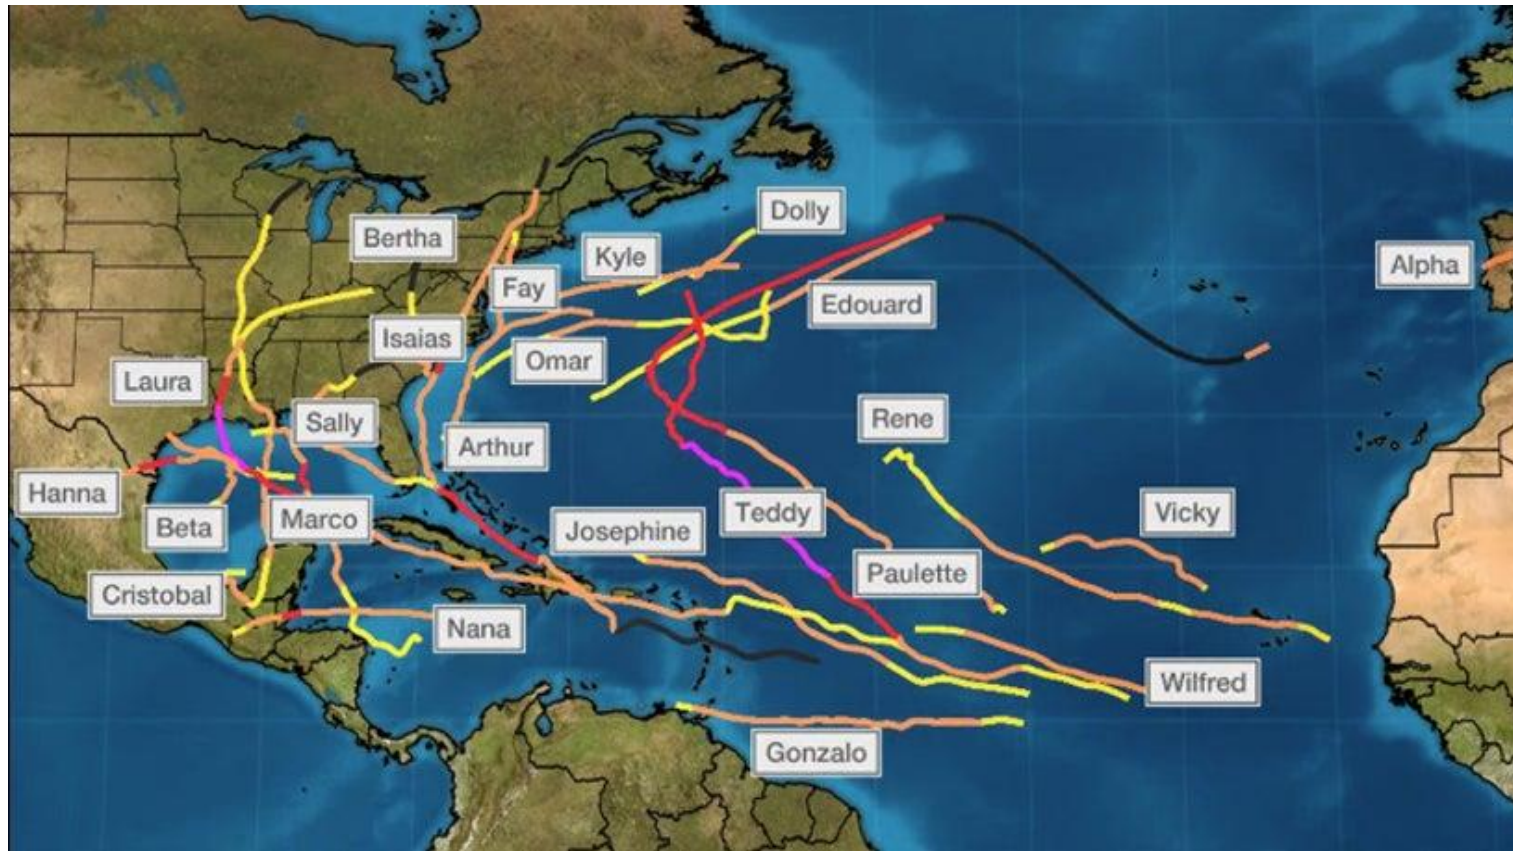 Dolly
Bertha
Kyle
Alpha
Fay
Edouard
Isaias
Omar
Laura
Rene
Sally
Arthur
Hanna
Teddy
Vicky
Marco
Beta
Josephine
Paulette
Cristobal
Nana
Wilfred
Gonzalo